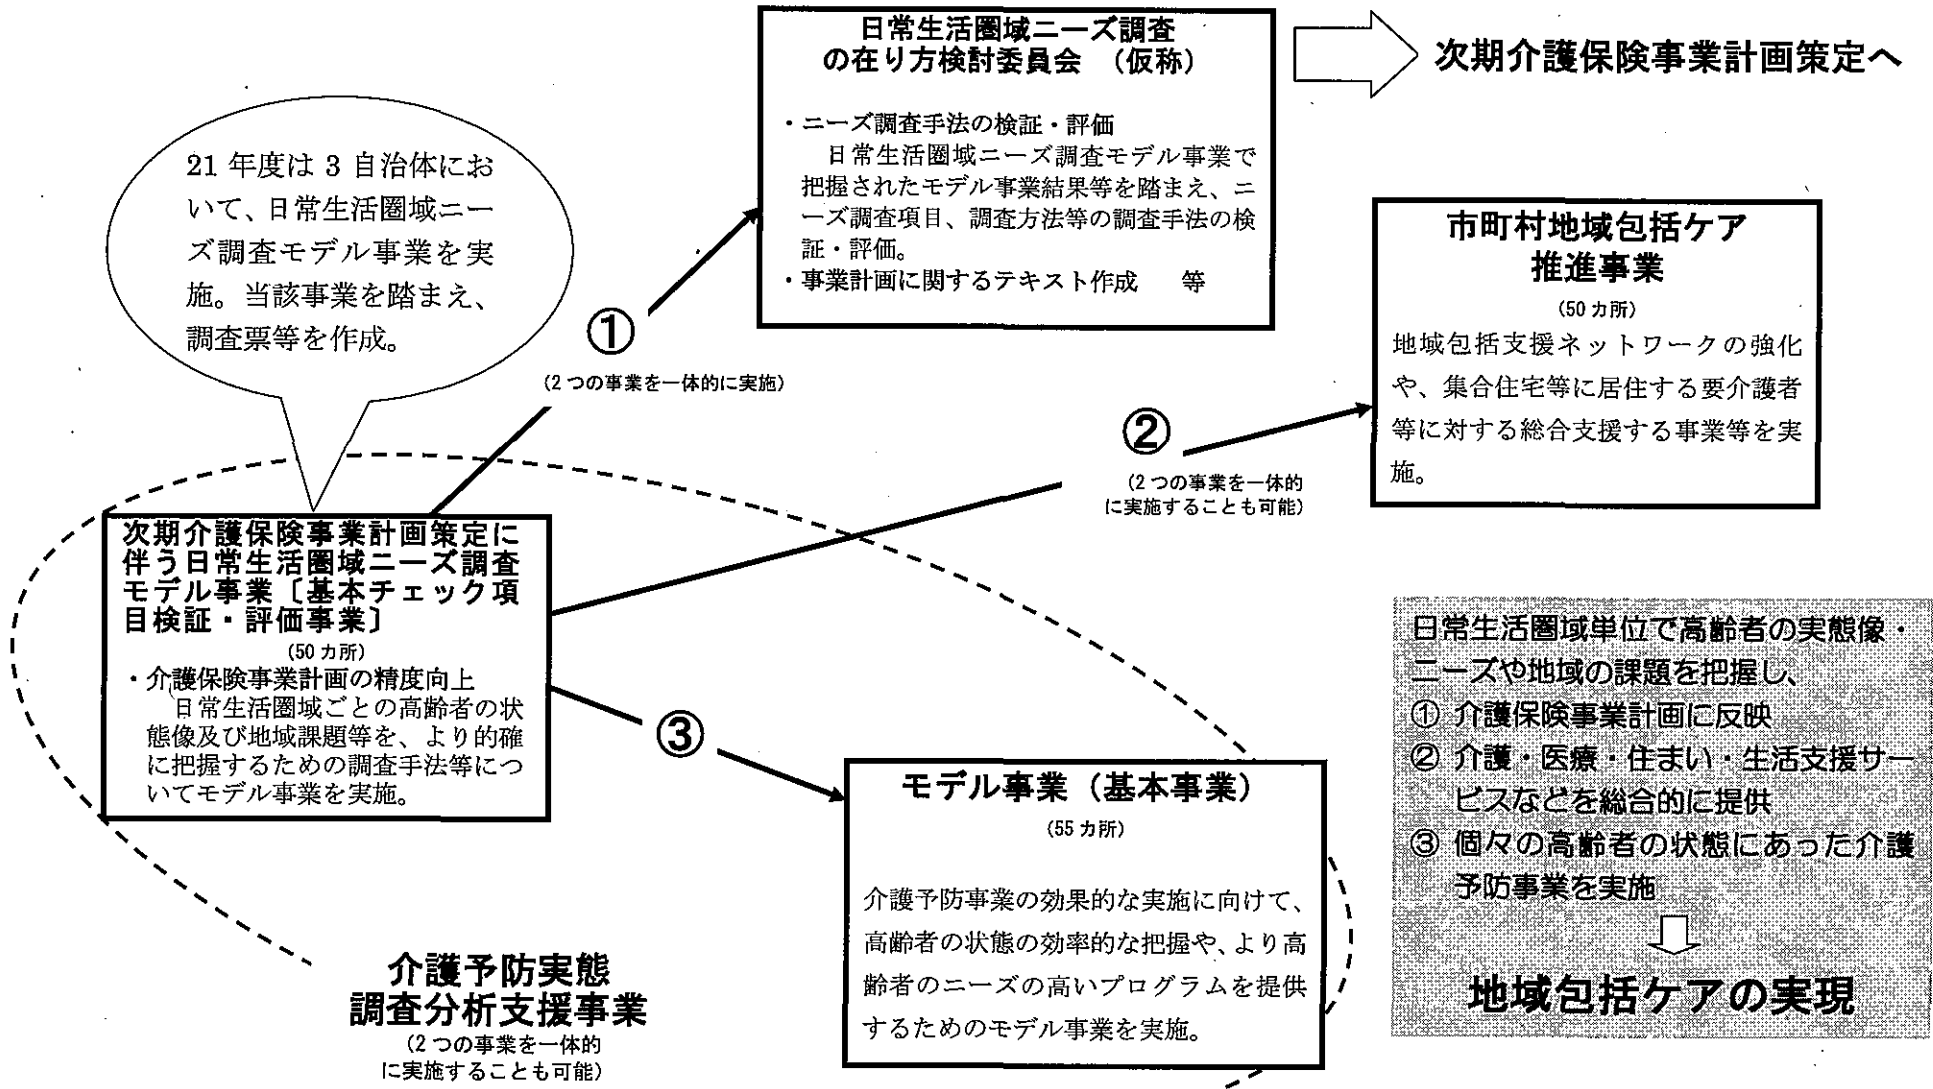 日常生活圏域ニーズ調査
の在り方検討委員会 （仮称）
・ニーズ調査手法の検証・評価
日常生活圏域ニーズ調査モデル事業で
把握されたモデル事業結果等を踏まえ、ニ
ーズ調査項目、調査方法等の調査手法の検
証・評価。
・事業計画に関するテキスト作成 等
次期介護保険事業計画策定へ
21 年度は 3 自治体にお
いて、日常生活圏域ニー
ズ調査モデル事業を実
施。当該事業を踏まえ、
調査票等を作成。
①
（2 つの事業を一体的に実施）
市町村地域包括ケア
推進事業
（50 カ所）
地域包括支援ネットワークの強化
や、集合住宅等に居住する要介護者
等に対する総合支援する事業等を実
施。
②
（2 つの事業を一体的
に実施することも可能）
次期介護保険事業計画策定に
伴う日常生活圏域ニーズ調査
モデル事業〔基本チェック項
目検証・評価事業〕
（50 カ所）
・介護保険事業計画の精度向上
日常生活圏域ごとの高齢者の状
態像及び地域課題等を、より的確
に把握するための調査手法等につ
いてモデル事業を実施。
③
モデル事業（基本事業）
（55 カ所）
介護予防事業の効果的な実施に向けて、
高齢者の状態の効率的な把握や、より高
齢者のニーズの高いプログラムを提供
するためのモデル事業を実施。
介護予防実態
調査分析支援事業
（2 つの事業を一体的
に実施することも可能）
日常生活圏域単位で高齢者の実態像・
ニーズや地域の課題を把握し、
① 介護保険事業計画に反映
② 介護・医療・住まい・生活支援サー
ビスなどを総合的に提供
③ 個々の高齢者の状態にあった介護
予防事業を実施
地域包括ケアの実現